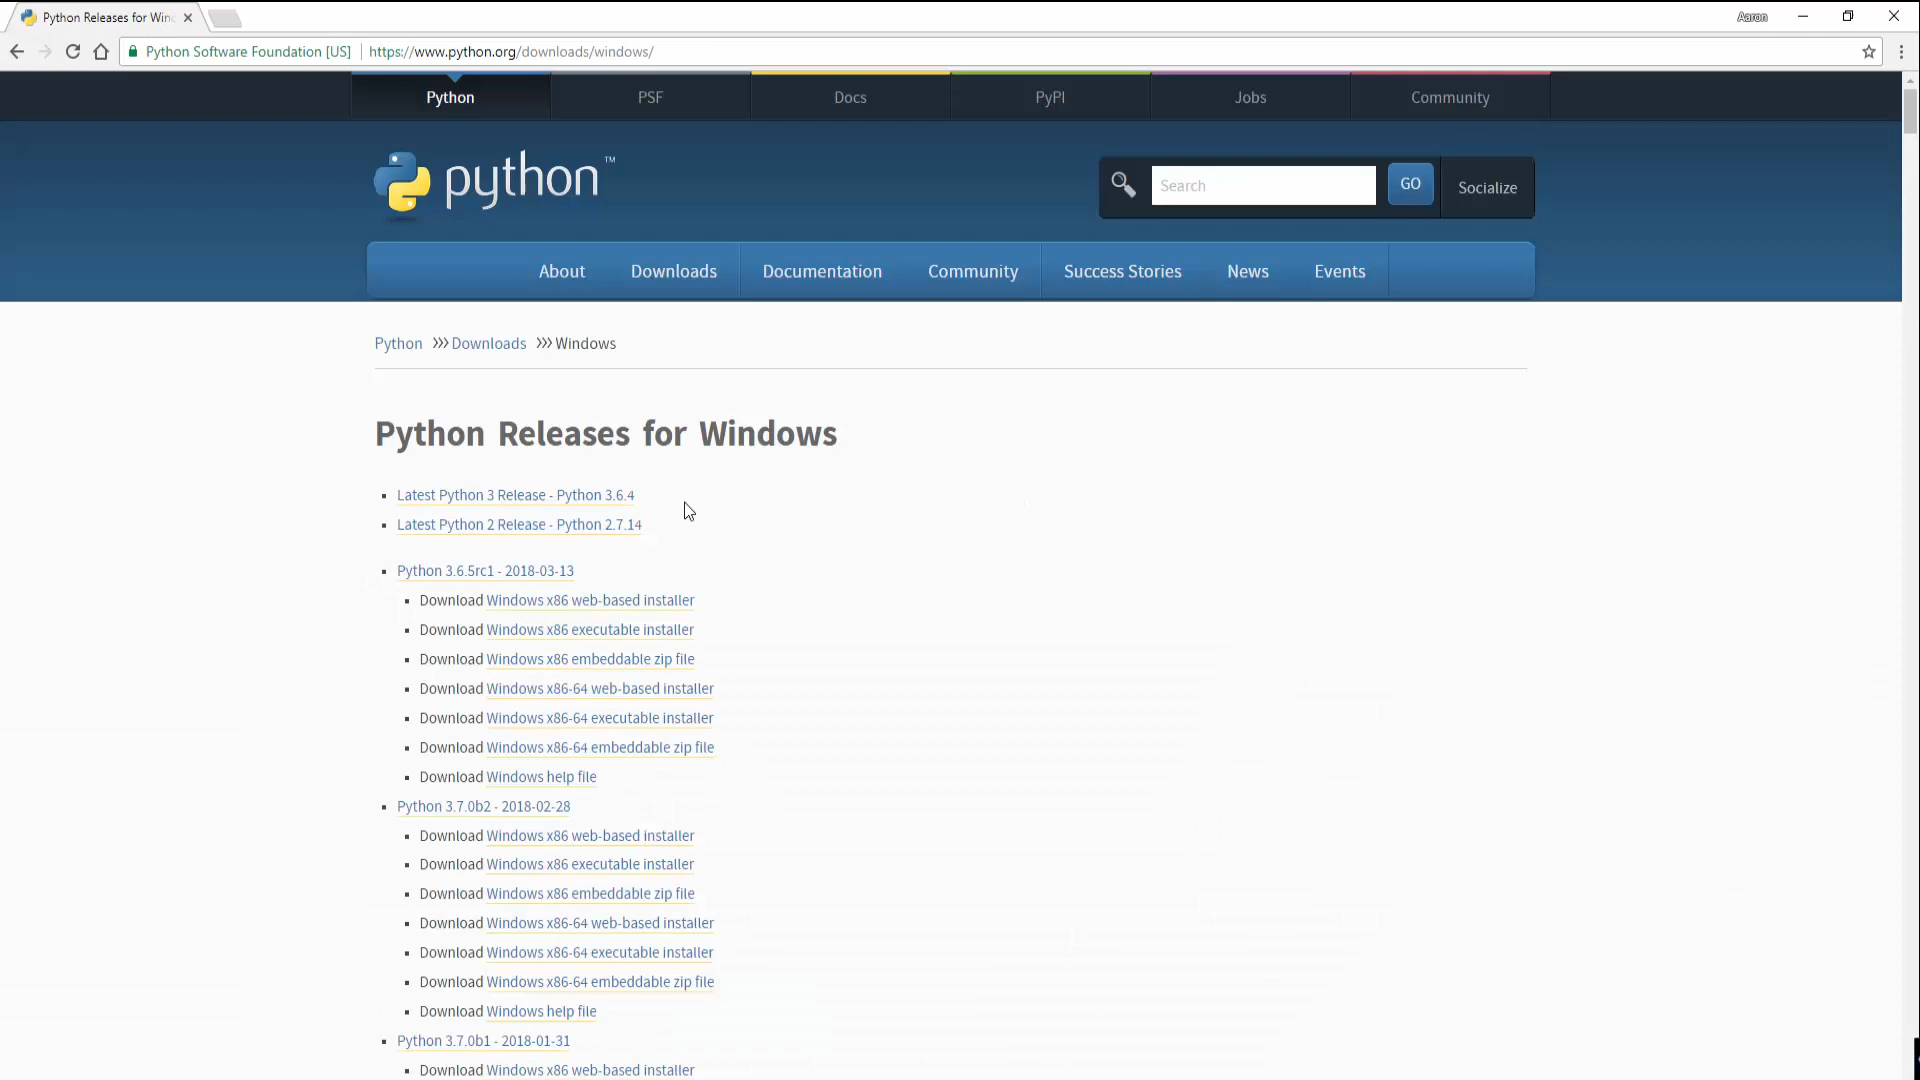 Python Releases for Win
Aaron
Python Software Foundation [US] https://www.python.org/downloads/windows/
Python PSF Docs PyPI Jobs Community
python™
Search GO Socialize
About Downloads Documentation Community Success Stories News Events
Python >>> Downloads >>> Windows
Python Releases for Windows
Latest Python 3 Release - Python 3.6.4
Latest Python 2 Release - Python 2.7.14
Python 3.6.5rc1 - 2018-03-13
Download Windows x86 web-based installer
Download Windows x86 executable installer
Download Windows x86 embeddable zip file
Download Windows x86-64 web-based installer
Download Windows x86-64 executable installer
Download Windows x86-64 embeddable zip file
Download Windows help file
Python 3.7.0b2 - 2018-02-28
Download Windows x86 web-based installer
Download Windows x86 executable installer
Download Windows x86 embeddable zip file
Download Windows x86-64 web-based installer
Download Windows x86-64 executable installer
Download Windows x86-64 embeddable zip file
Download Windows help file
Python 3.7.0b1 - 2018-01-31
Download Windows x86 web-based installer